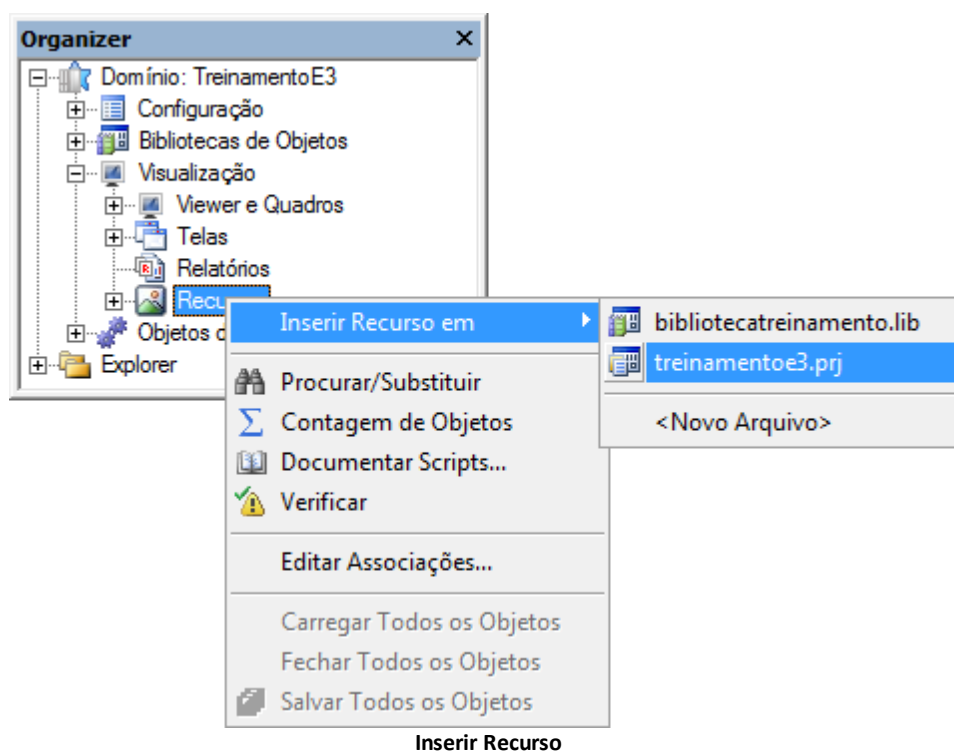 Organizer
Domínio: TreinamentoE3
Configuração
Bibliotecas de Objetos
Visualização
Viewer e Quadros
Telas
Relatórios
Recu
Objetos d
Explorer
Inserir Recurso em
Procurar/Substituir
Contagem de Objetos
Documentar Scripts...
Verificar
Editar Associações...
Carregar Todos os Objetos
Fechar Todos os Objetos
Salvar Todos os Objetos
bibliotecatreinamento.lib
treinamentoe3.prj
<Novo Arquivo>
Inserir Recurso